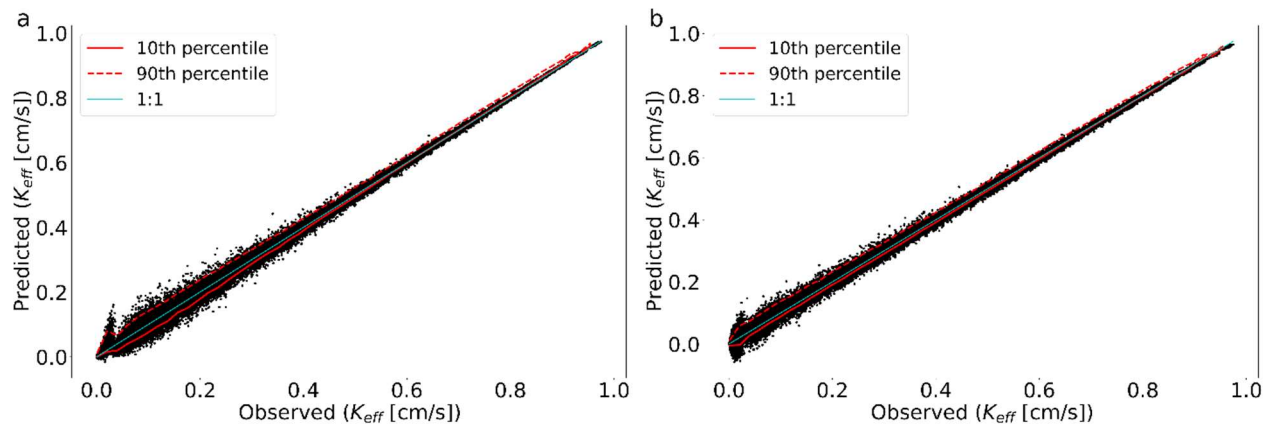 a
1.0
0.8
0.6
0.4
0.2
0.0
Predicted (K_eff [cm/s])
10th percentile
90th percentile
1:1
0.0 0.2 0.4 0.6 0.8 1.0
Observed (K_eff [cm/s])
b
1.0
0.8
0.6
0.4
0.2
0.0
Predicted (K_eff [cm/s])
10th percentile
90th percentile
1:1
0.0 0.2 0.4 0.6 0.8 1.0
Observed (K_eff [cm/s])